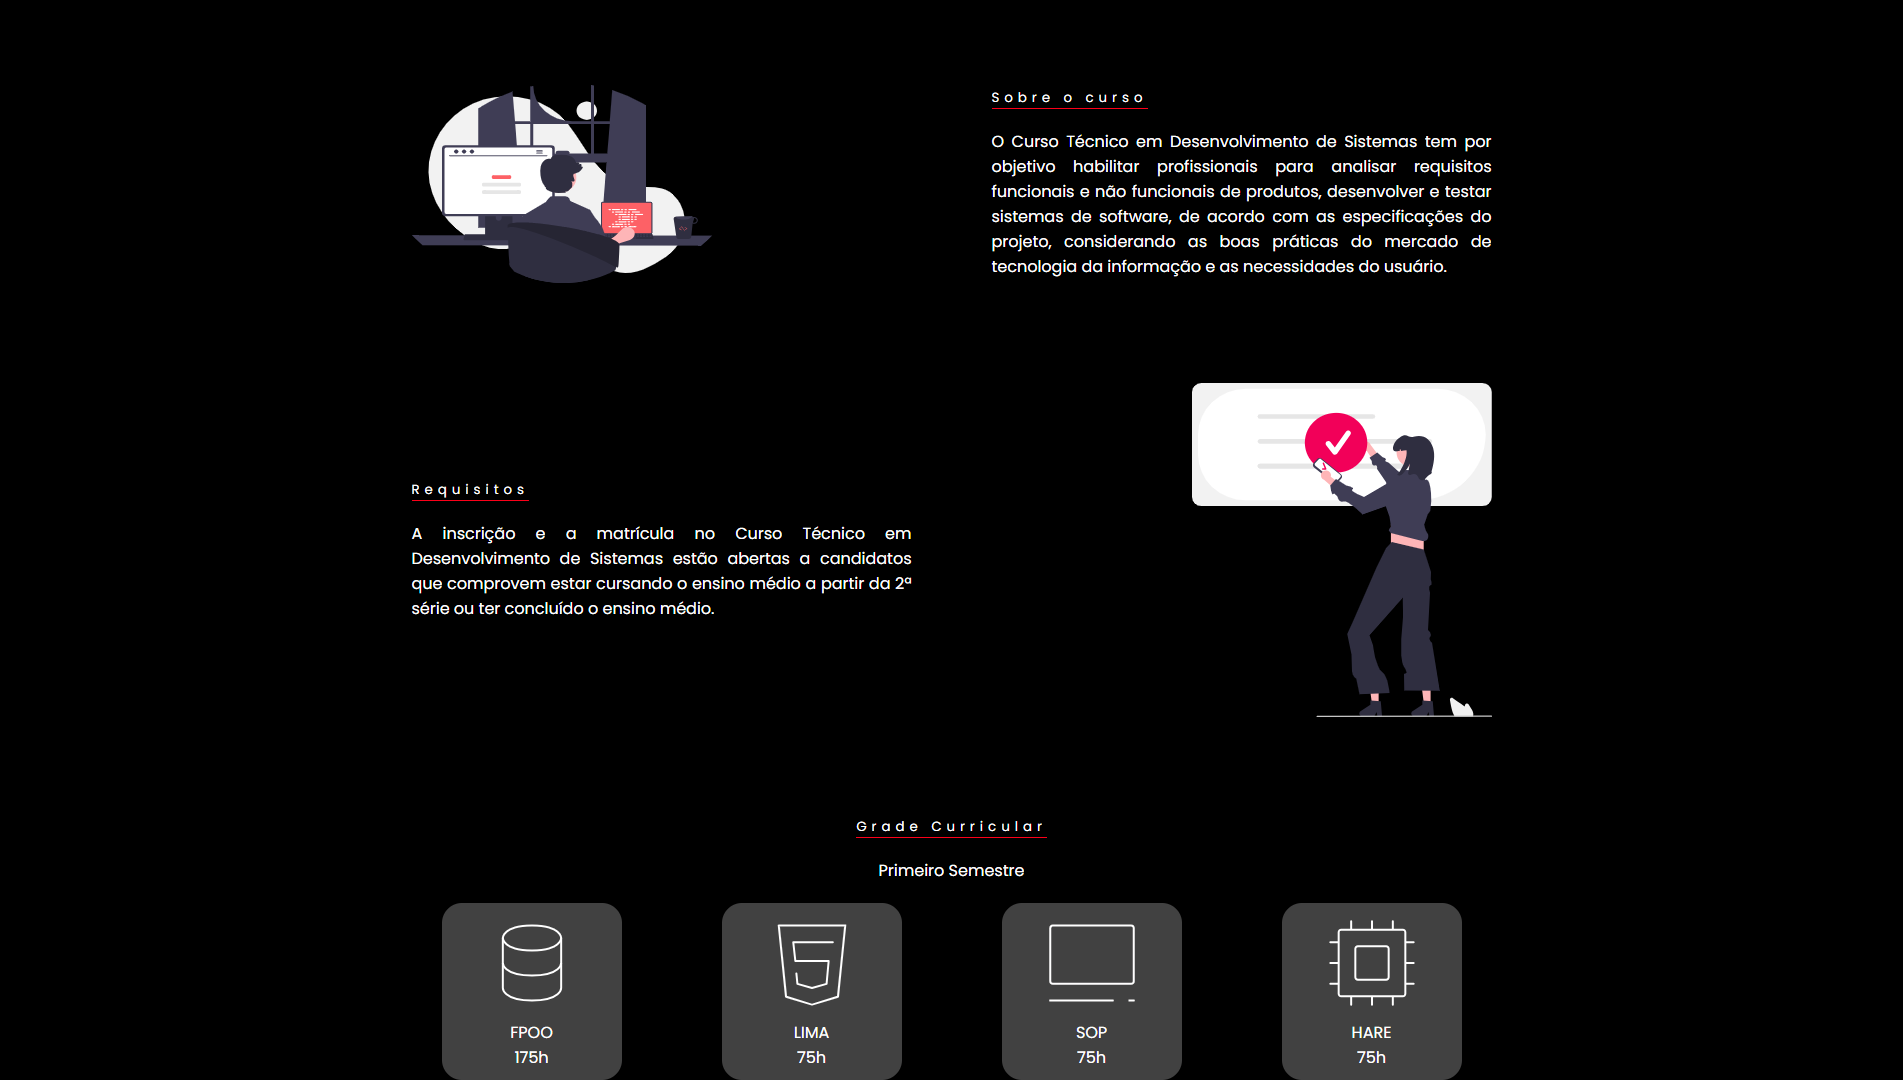 Sobre o curso
O Curso Técnico em Desenvolvimento de Sistemas tem por
objetivo habilitar profissionais para analisar requisitos
funcionais e não funcionais de produtos, desenvolver e testar
sistemas de software, de acordo com as especificações do
projeto, considerando as boas práticas do mercado de
tecnologia da informação e as necessidades do usuário.
Requisitos
A inscrição e a matrícula no Curso Técnico em
Desenvolvimento de Sistemas estão abertas a candidatos
que comprovem estar cursando o ensino médio a partir da 2ª
série ou ter concluído o ensino médio.
Grade Curricular
Primeiro Semestre
FPOO
175h
LIMA
75h
SOP
75h
HARE
75h